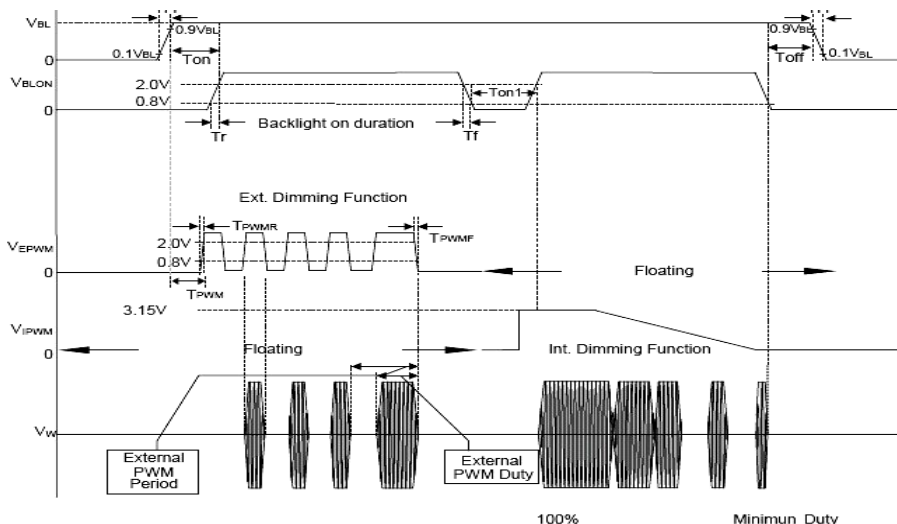 VBL
0.9VBL
0.9VBL
0.1VBL
Ton
Toff
0.1VBL
0
VBLON
2.0V
Ton1
0.8V
0
Backlight on duration
Tr
Tf
Ext. Dimming Function
TPWMR
TPWMF
VEPWM
2.0V
0.8V
0
Floating
TPWM
3.15V
VIPWM
0
Floating
Int. Dimming Function
VW
External
PWM
Period
External
PWM Duty
100%
Minimun Duty